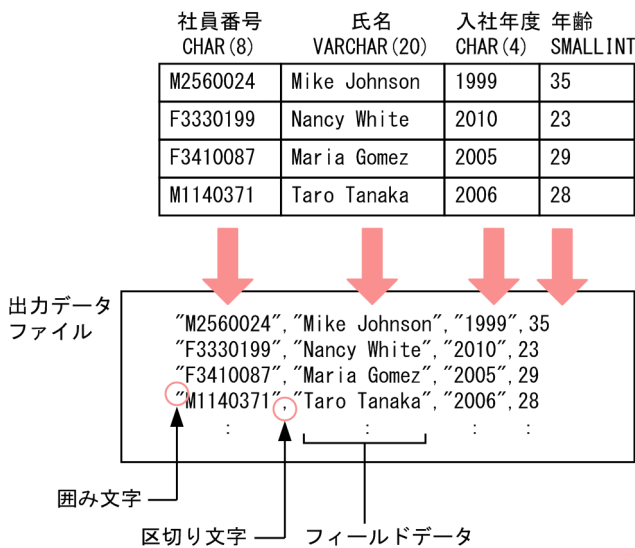 社員番号 氏名 入社年度 年齢
CHAR(8) VARCHAR(20) CHAR(4) SMALLINT
M2560024 Mike Johnson 1999 35
F3330199 Nancy White 2010 23
F3410087 Maria Gomez 2005 29
M1140371 Taro Tanaka 2006 28
出力データ
ファイル
"M2560024","Mike Johnson","1999",35
"F3330199","Nancy White","2010",23
"F3410087","Maria Gomez","2005",29
"M1140371","Taro Tanaka","2006",28
: : : :
囲み文字
区切り文字 フィールドデータ